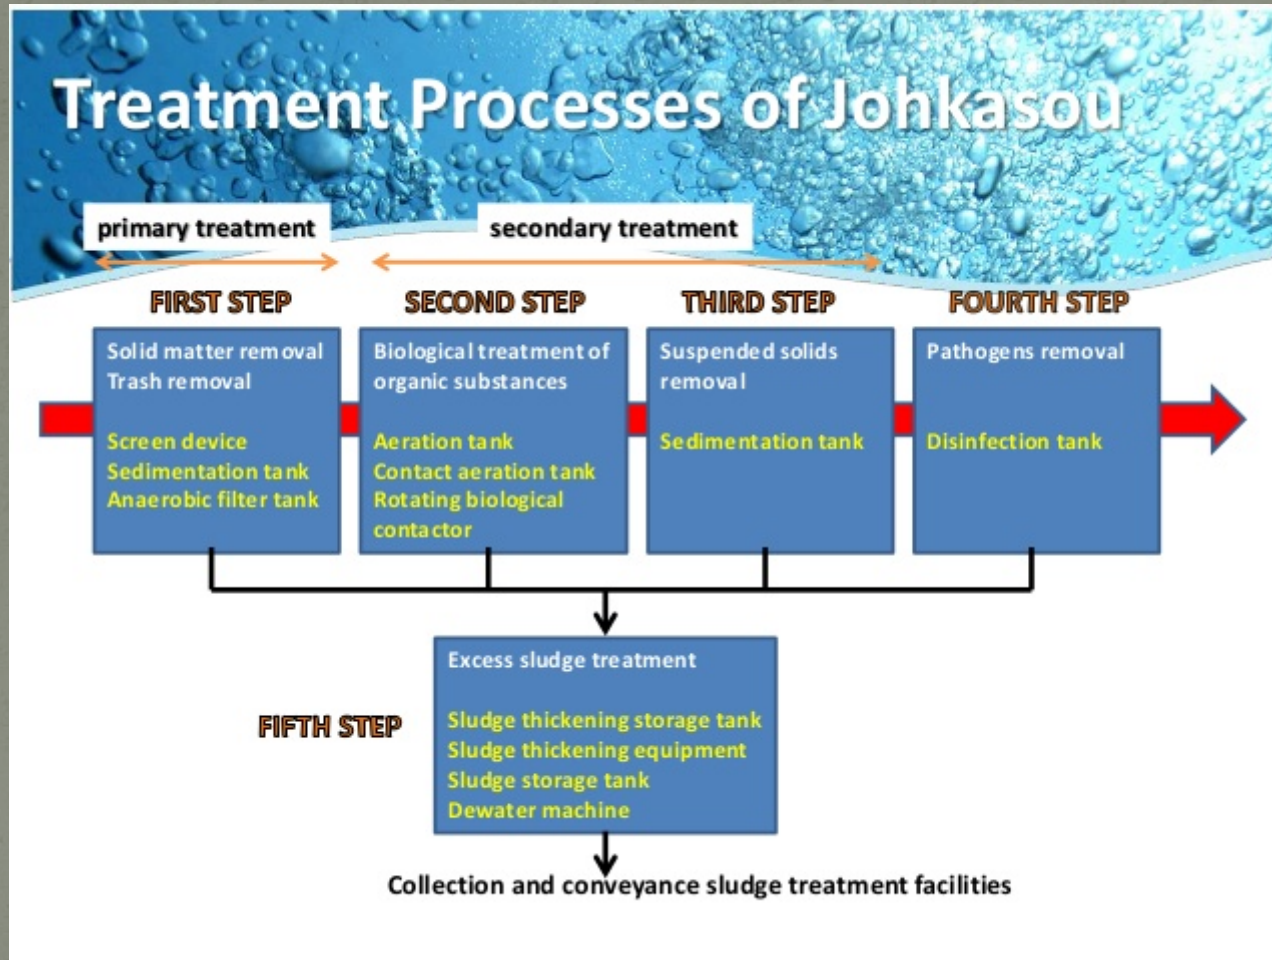 Treatment Processes of Johkasou
primary treatment
secondary treatment
FIRST STEP
Solid matter removal
Trash removal
Screen device
Sedimentation tank
Anaerobic filter tank
SECOND STEP
Biological treatment of
organic substances
Aeration tank
Contact aeration tank
Rotating biological
contactor
THIRD STEP
Suspended solids
removal
Sedimentation tank
FOURTH STEP
Pathogens removal
Disinfection tank
FIFTH STEP
Excess sludge treatment
Sludge thickening storage tank
Sludge thickening equipment
Sludge storage tank
Dewater machine
Collection and conveyance sludge treatment facilities